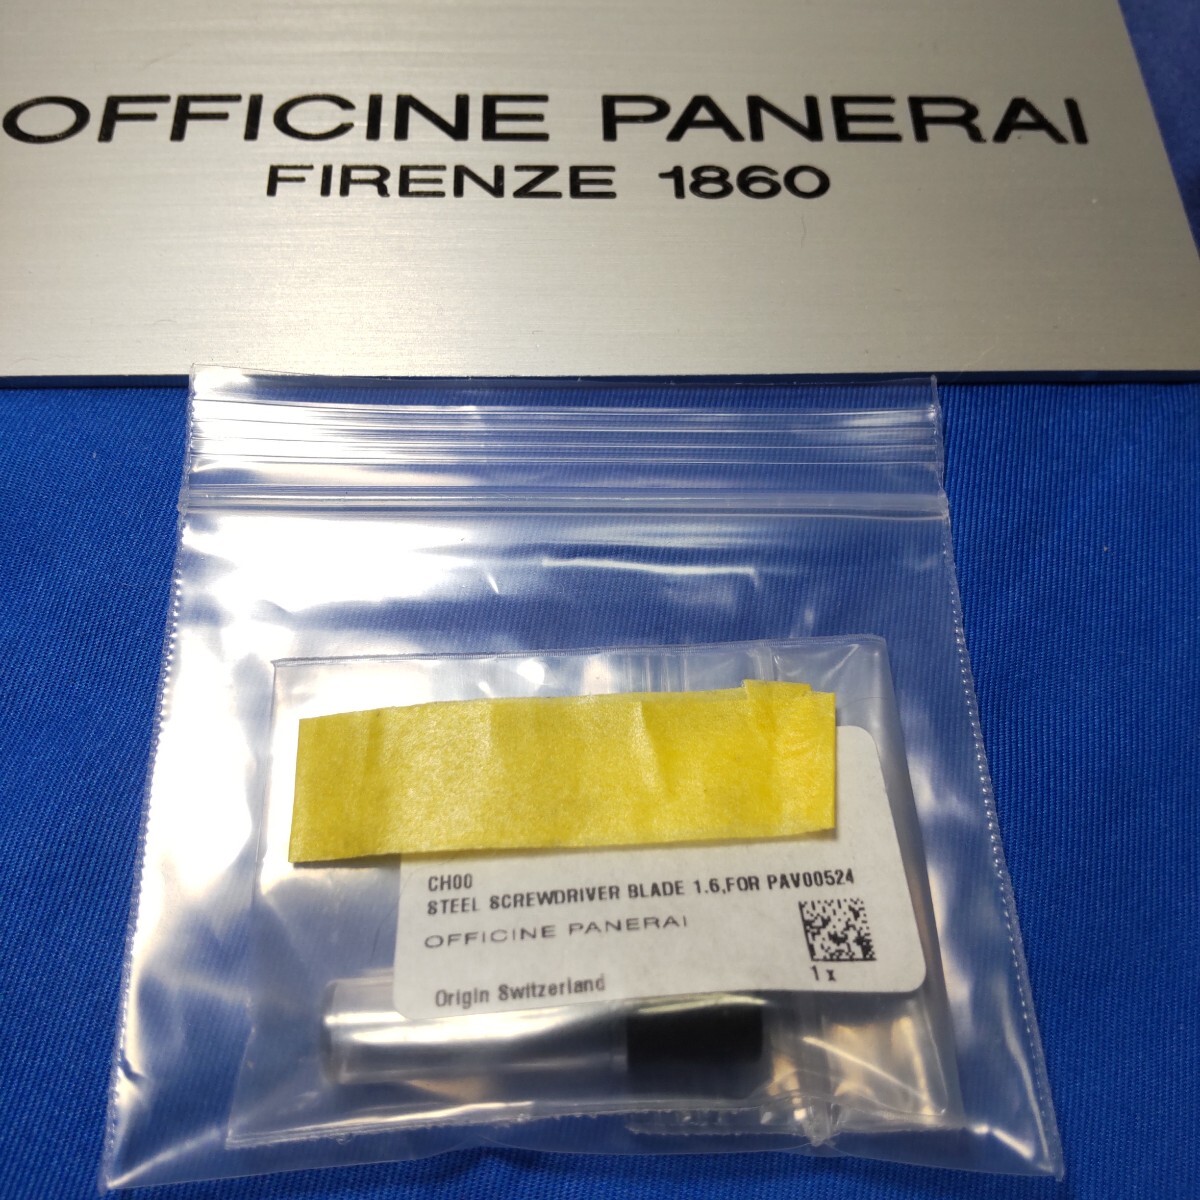 OFFICINE PANERAI
FIRENZE 1860
CH00
STEEL SCREWDRIVER BLADE 1.6,FOR PAV00524
OFFICINE PANERAI
1 x
Origin Switzerland